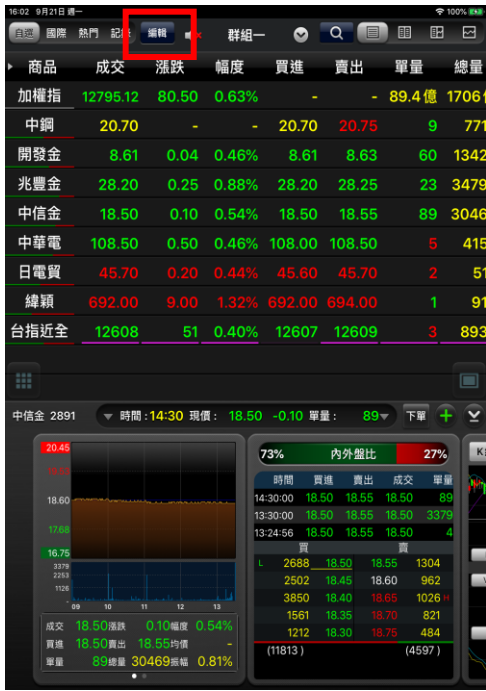 16:02 9月21日 週一 100%
自選 國際 熱門 記錄 編輯 群組一
商品 成交 漲跌 幅度 買進 賣出 單量 總量
加權指 12795.12 80.50 0.63% - - 89.4億 1706
中鋼 20.70 - - 20.70 20.75 9 771
開發金 8.61 0.04 0.46% 8.61 8.63 60 1342
兆豐金 28.20 0.25 0.88% 28.20 28.25 23 3479
中信金 18.50 0.10 0.54% 18.50 18.55 89 3046
中華電 108.50 0.50 0.46% 108.00 108.50 5 415
日電貿 45.70 0.20 0.44% 45.60 45.70 2 51
緯穎 692.00 9.00 1.32% 692.00 694.00 1 91
台指近全 12608 51 0.40% 12607 12609 3 893
中信金 2891 時間:14:30 現價: 18.50 -0.10 單量: 89 下單
20.45
18.60
17.68
16.75
3379
2253
1126
09 10 11 12 13
成交 18.50 漲跌 0.10 幅度 0.54%
買進 18.50 賣出 18.55 均價 -
單量 89 總量 30469 振幅 0.81%
73% 內外盤比 27%
時間 買進 賣出 成交 單量
14:30:00 18.50 18.55 18.50 89
13:30:00 18.50 18.55 18.50 3379
13:24:56 18.50 18.55 18.50 4
買 賣
L 2688 18.50 18.55 1304
2502 18.45 18.60 962
3850 18.40 18.65 1026 H
1561 18.35 18.70 821
1212 18.30 18.75 484
(11813) (4597)
K